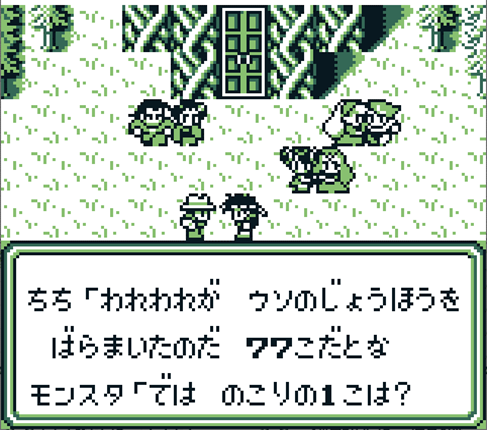 ちち「われわれが　ウソのじょうほうを
ばらまいたのだ　77こだとな
モンスタ「では　のこりの1こは?